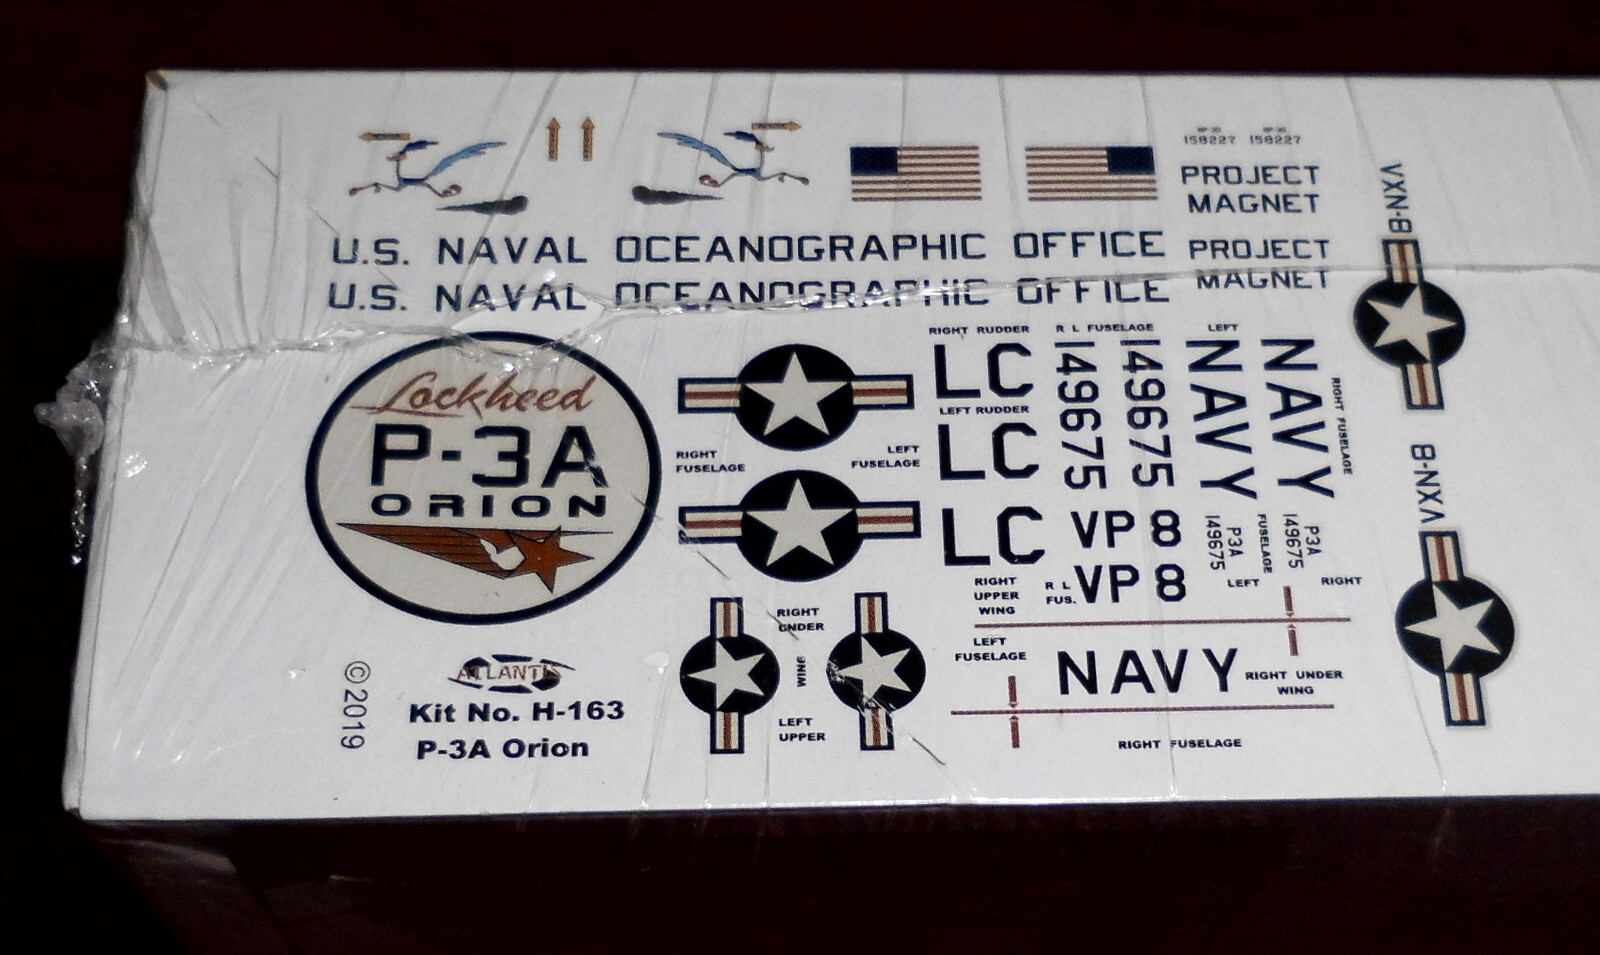 158227 158227
PROJECT
MAGNET
VXN-8
U.S. NAVAL OCEANOGRAPHIC OFFICE
PROJECT
MAGNET
U.S. NAVAL OCEANOGRAPHIC OFFICE
Lockheed
P-3A
ORION
RIGHT
FUSELAGE
LEFT
FUSELAGE
RIGHT RUDDER
LC
LEFT RUDDER
LC
LC
RIGHT
UPPER
WING
R L FUSELAGE
149675
149675
LEFT
NAVY
NAVY
RIGHT FUSELAGE
VP 8
R L
FUS.
VP 8
P3A
149675
FUSELAGE
P3A
149675
LEFT
RIGHT
VXN-8
©2019
ATLANTIS
Kit No. H-163
P-3A Orion
RIGHT
UNDER
WING
LEFT
UPPER
LEFT
FUSELAGE
NAVY
RIGHT UNDER
WING
RIGHT FUSELAGE